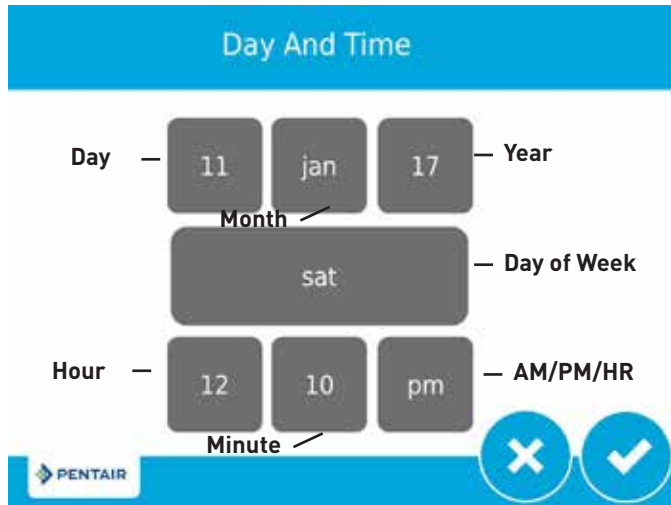 Day And Time
Day
11
jan
17
Year
Month
sat
Day of Week
Hour
12
10
pm
AM/PM/HR
Minute
PENTAIR